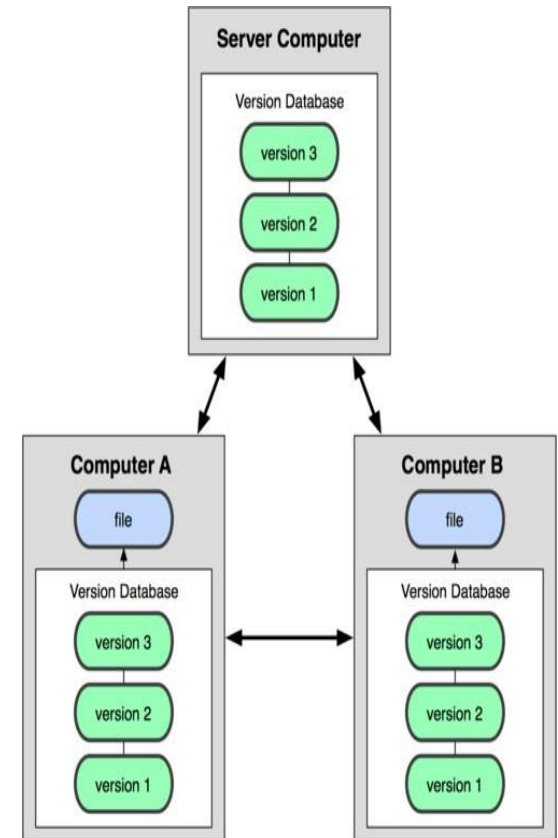 Server Computer
Version Database
version 3
version 2
version 1
Computer A
file
Version Database
version 3
version 2
version 1
Computer B
file
Version Database
version 3
version 2
version 1